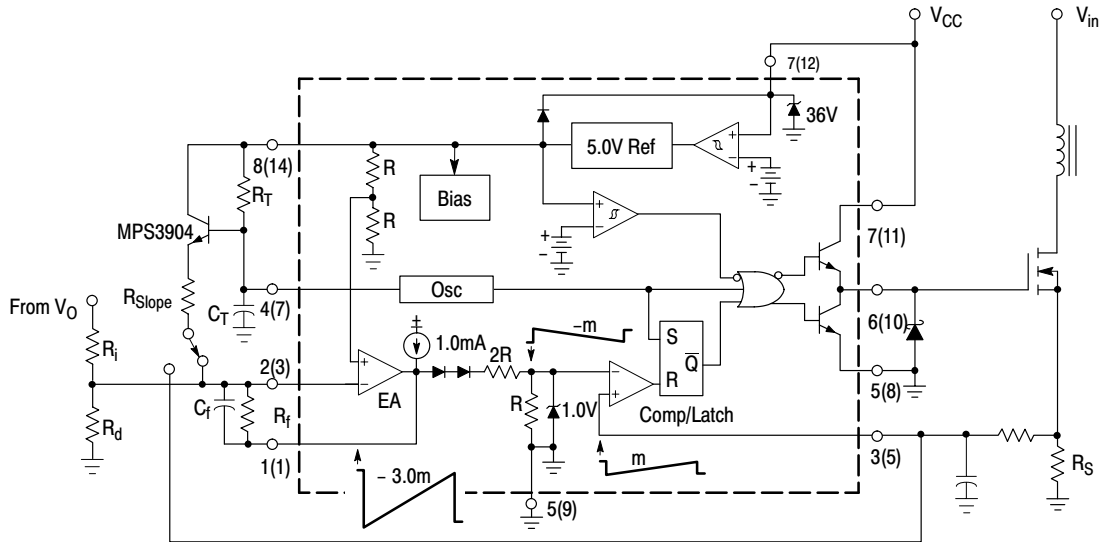 V_CC
V_in
7(12)
36V
5.0V Ref
+
−
+
−
8(14)
R
R_T
Bias
R
+
−
+
−
MPS3904
7(11)
R_Slope
From V_O
4(7)
Osc
C_T
6(10)
−m
1.0mA
S
Q̅
R
R_i
2(3)
2R
+
−
EA
−
+
5(8)
C_f
R_f
R
1.0V
Comp/Latch
R_d
1(1)
m
3(5)
R_S
− 3.0m
5(9)